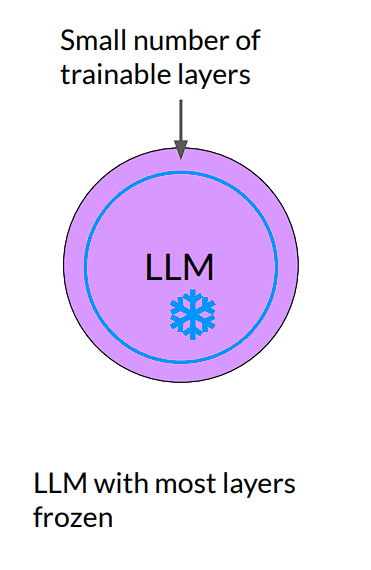 Small number of
trainable layers
LLM
LLM with most layers
frozen